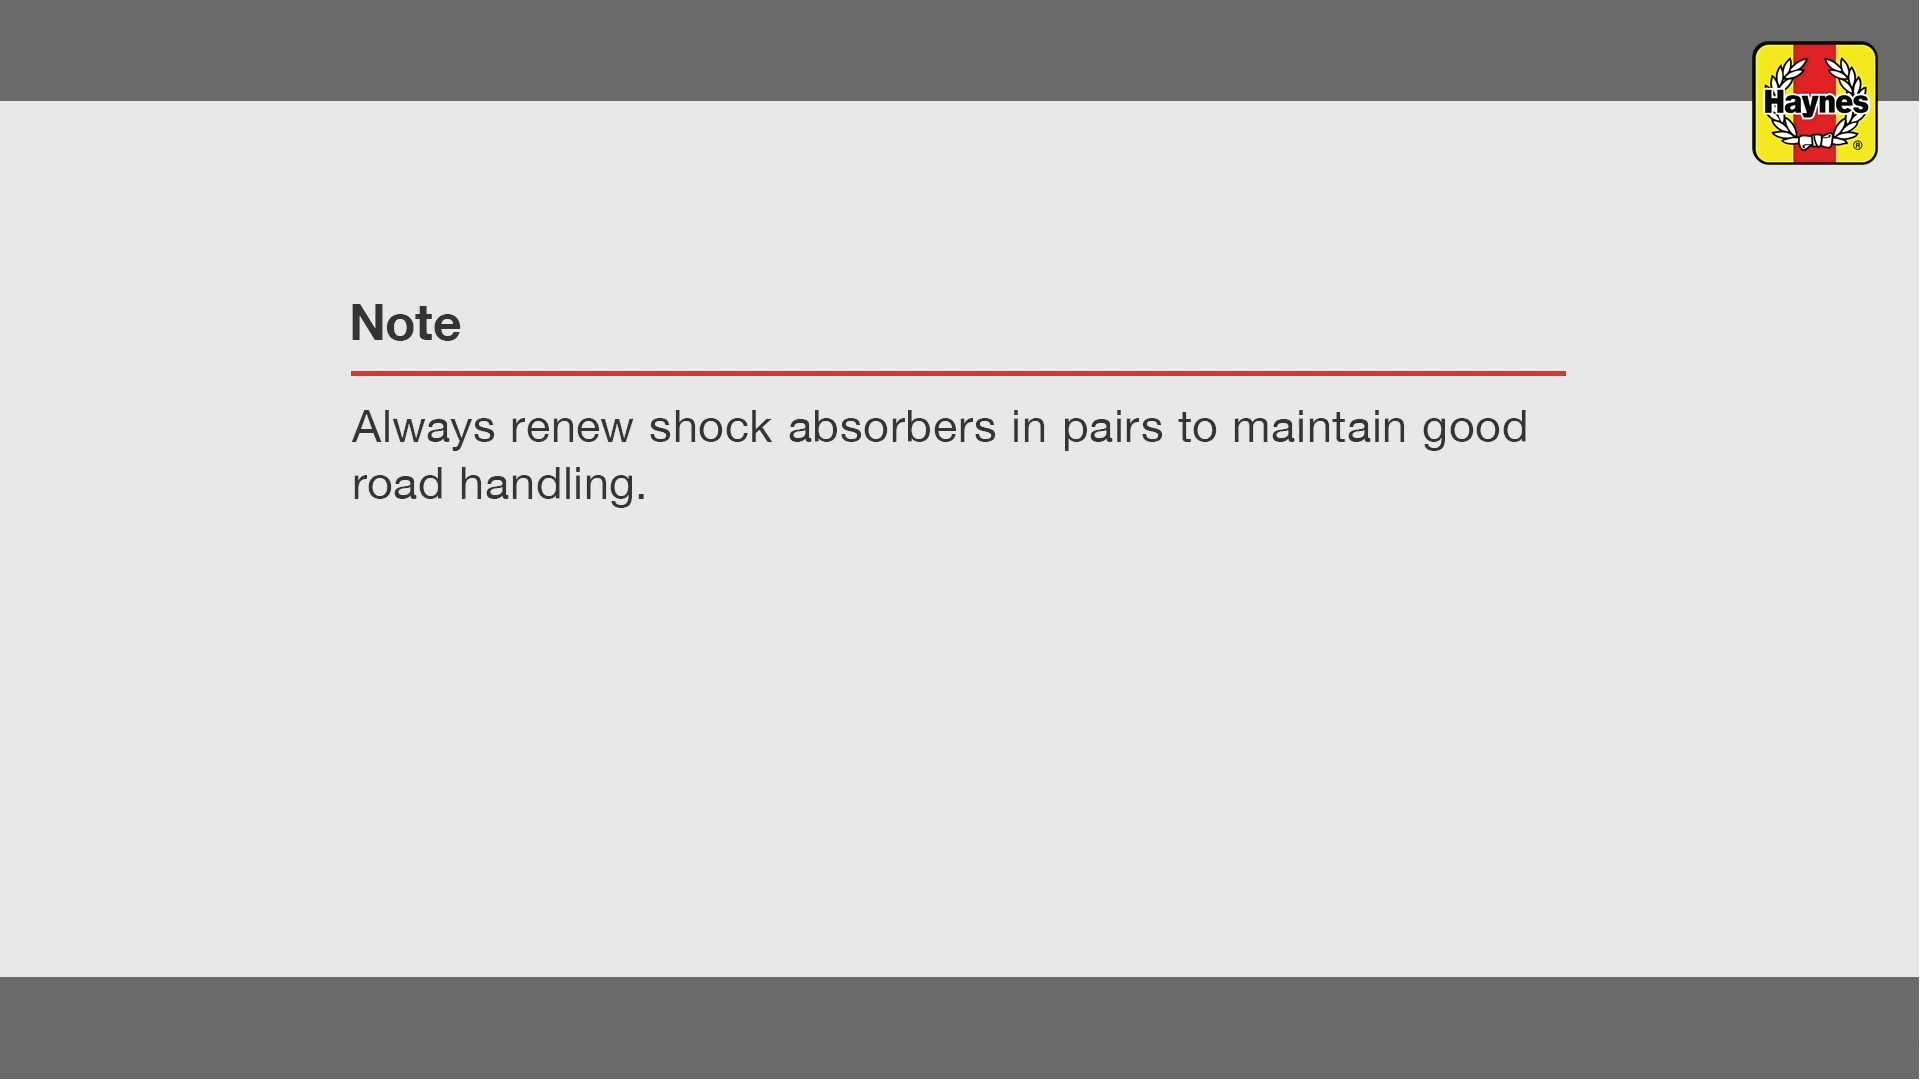 Haynes
®
Note
Always renew shock absorbers in pairs to maintain good
road handling.